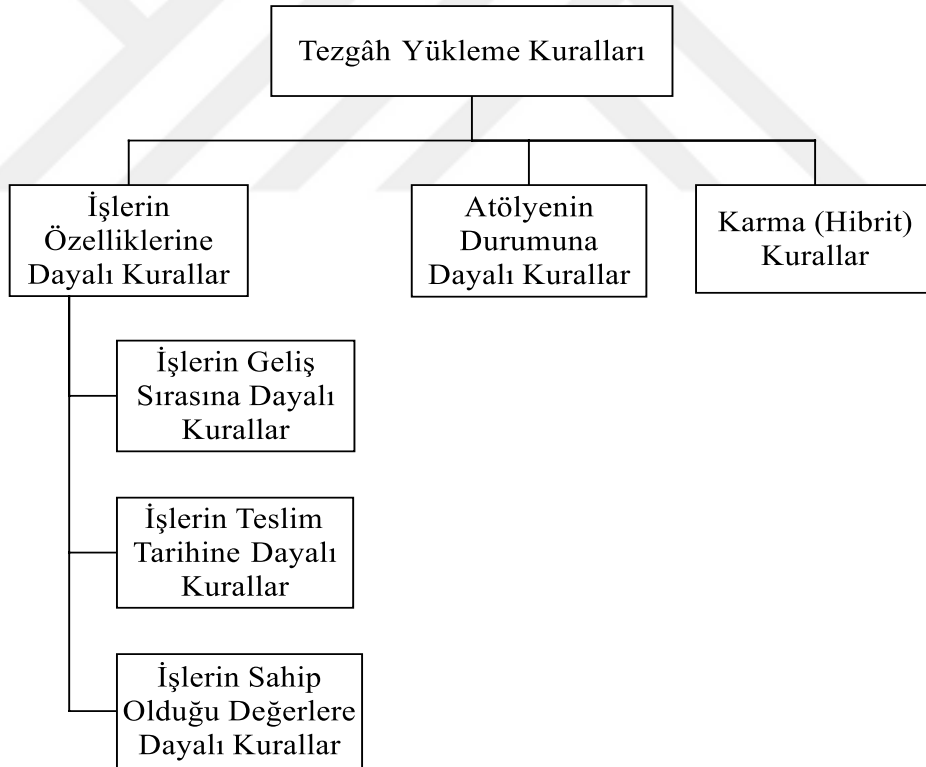 Tezgâh Yükleme Kuralları
İşlerin
Özelliklerine
Dayalı Kurallar
Atölyenin
Durumuna
Dayalı Kurallar
Karma (Hibrit)
Kurallar
İşlerin Geliş
Sırasına Dayalı
Kurallar
İşlerin Teslim
Tarihine Dayalı
Kurallar
İşlerin Sahip
Olduğu Değerlere
Dayalı Kurallar